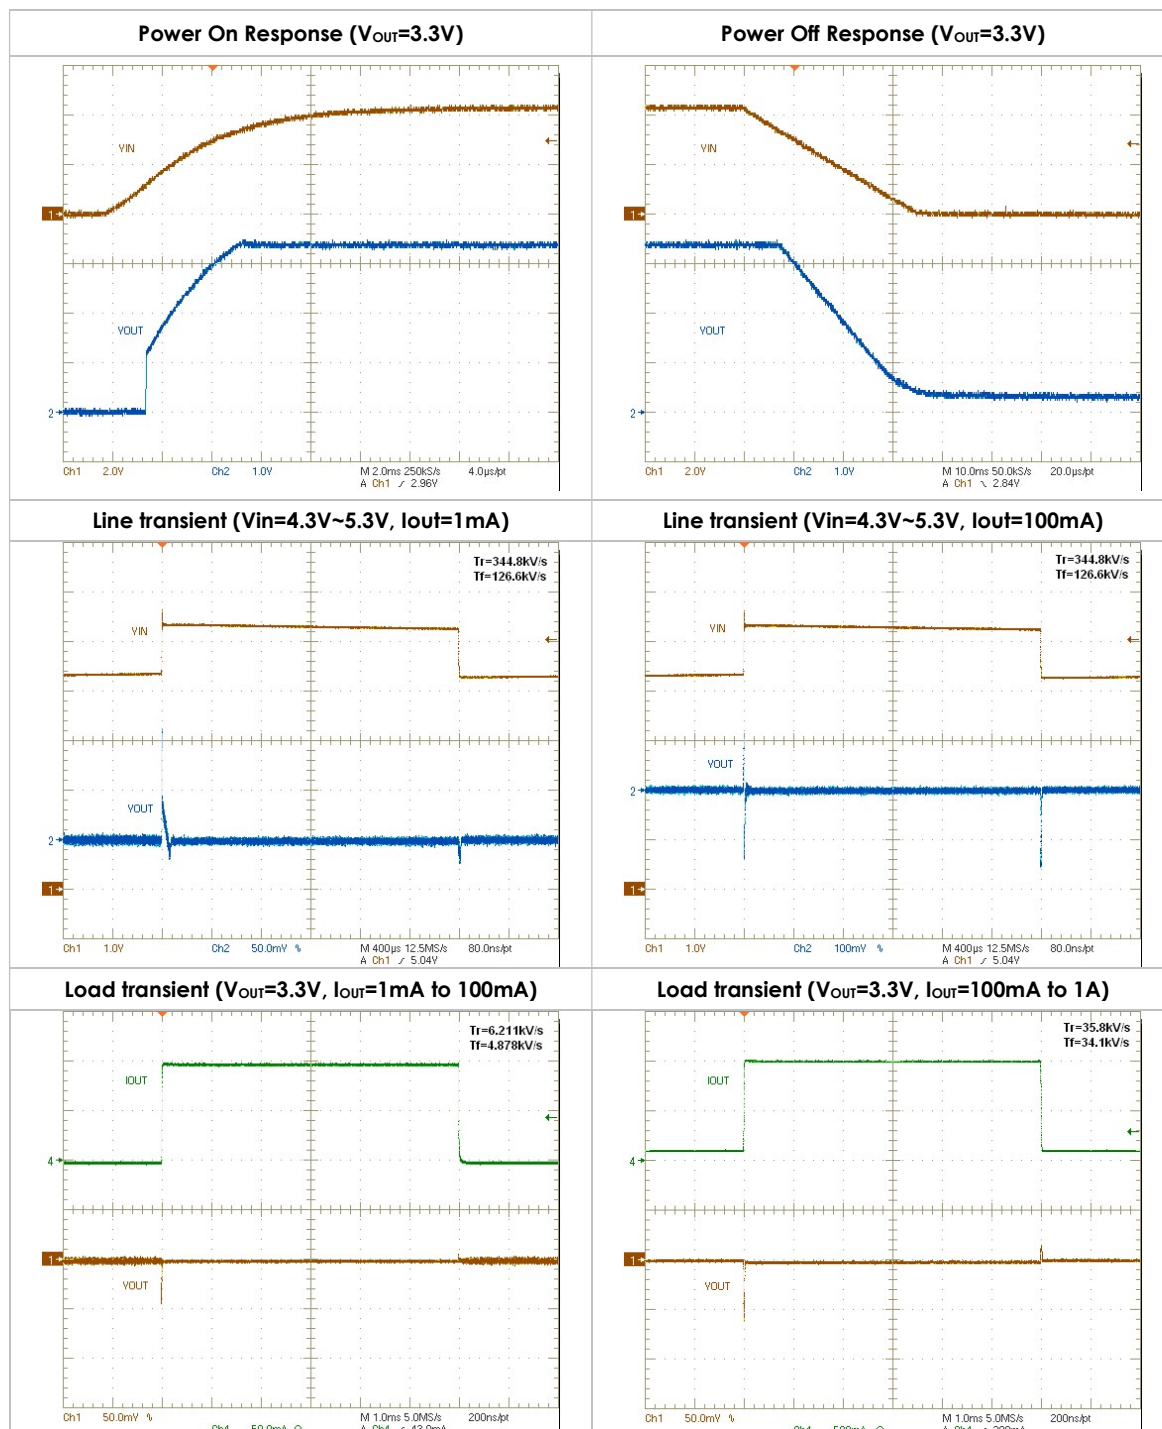 Power On Response (VOUT=3.3V)
Power Off Response (VOUT=3.3V)
VIN
1
VOUT
2
Ch1 2.0V Ch2 1.0V M 2.0ms 250kS/s 4.0µs/pt
A Ch1 ⁄ 2.96V
VIN
1
VOUT
2
Ch1 2.0V Ch2 1.0V M 10.0ms 50.0kS/s 20.0µs/pt
A Ch1 \ 2.84V
Line transient (Vin=4.3V~5.3V, Iout=1mA)
Line transient (Vin=4.3V~5.3V, Iout=100mA)
Tr=344.8kV/s
Tf=126.6kV/s
VIN
VOUT
2
1
Ch1 1.0V Ch2 50.0mV % M 400µs 12.5MS/s 80.0ns/pt
A Ch1 ⁄ 5.04V
Tr=344.8kV/s
Tf=126.6kV/s
VIN
VOUT
2
1
Ch1 1.0V Ch2 100mV % M 400µs 12.5MS/s 80.0ns/pt
A Ch1 ⁄ 5.04V
Load transient (VOUT=3.3V, IOUT=1mA to 100mA)
Load transient (VOUT=3.3V, IOUT=100mA to 1A)
Tr=6.211kV/s
Tf=4.878kV/s
IOUT
4
1
VOUT
Ch1 50.0mV % M 1.0ms 5.0MS/s 200ns/pt
Tr=35.8kV/s
Tf=34.1kV/s
IOUT
4
1
VOUT
Ch1 50.0mV % M 1.0ms 5.0MS/s 200ns/pt